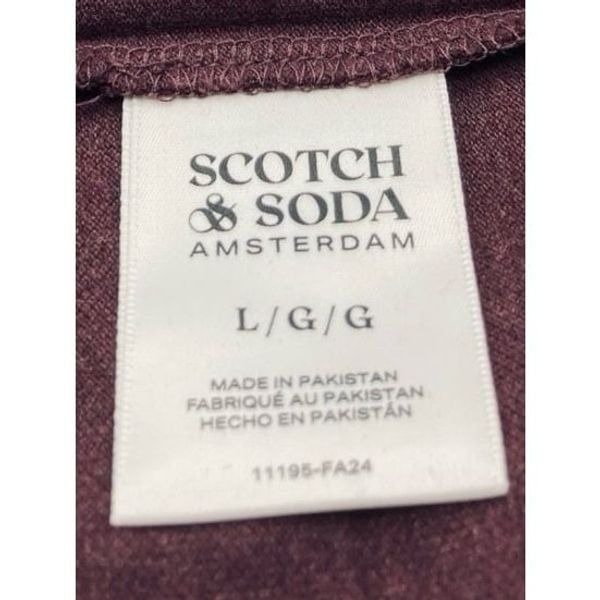 SCOTCH
& SODA
AMSTERDAM
L/G/G
MADE IN PAKISTAN
FABRIQUÉ AU PAKISTAN
HECHO EN PAKISTÁN
11195-FA24